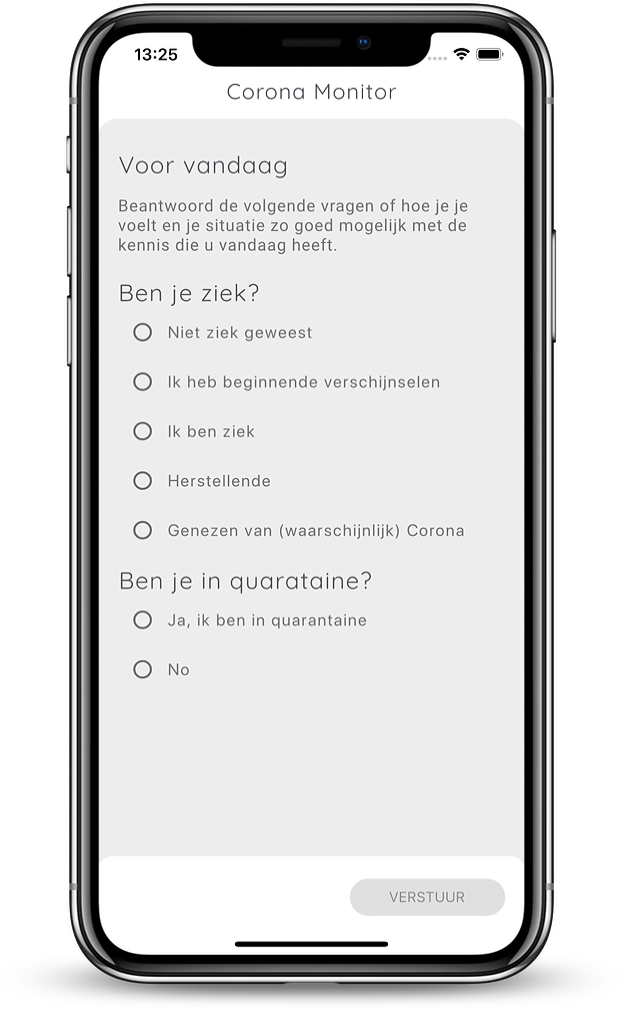 13:25
Corona Monitor
Voor vandaag
Beantwoord de volgende vragen of hoe je je
voelt en je situatie zo goed mogelijk met de
kennis die u vandaag heeft.
Ben je ziek?
Niet ziek geweest
Ik heb beginnende verschijnselen
Ik ben ziek
Herstellende
Genezen van (waarschijnlijk) Corona
Ben je in quarataine?
Ja, ik ben in quarantaine
No
VERSTUUR